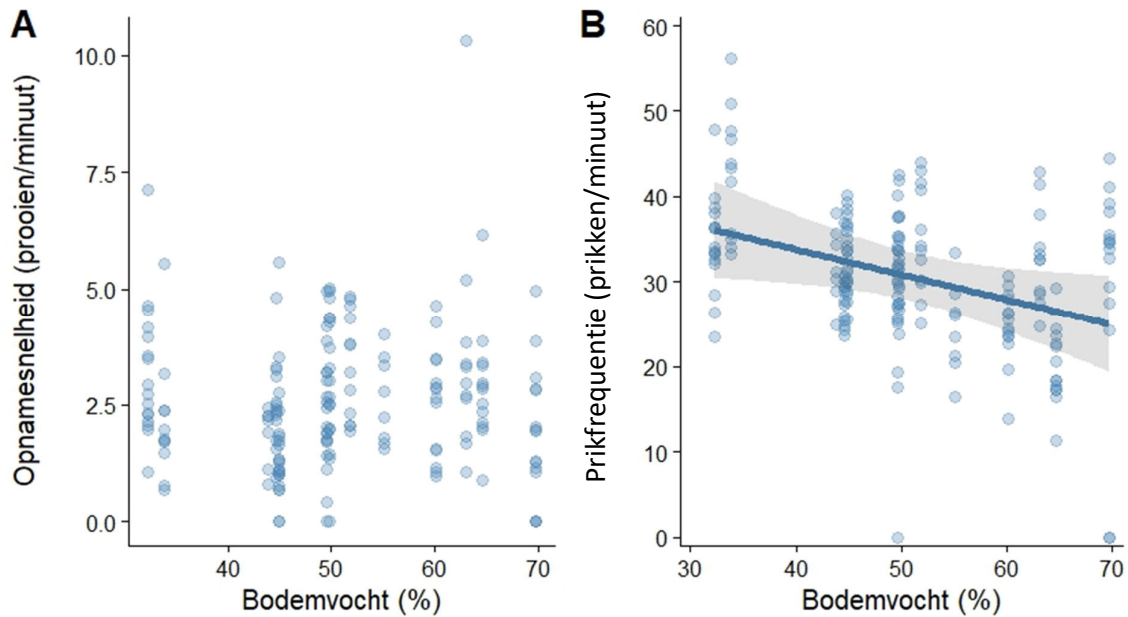 A
Opnamesnelheid (prooien/minuut)
10.0
7.5
5.0
2.5
0.0
40 50 60 70
Bodemvocht (%)
B
Prikfrequentie (prikken/minuut)
60
50
40
30
20
10
0
30 40 50 60 70
Bodemvocht (%)